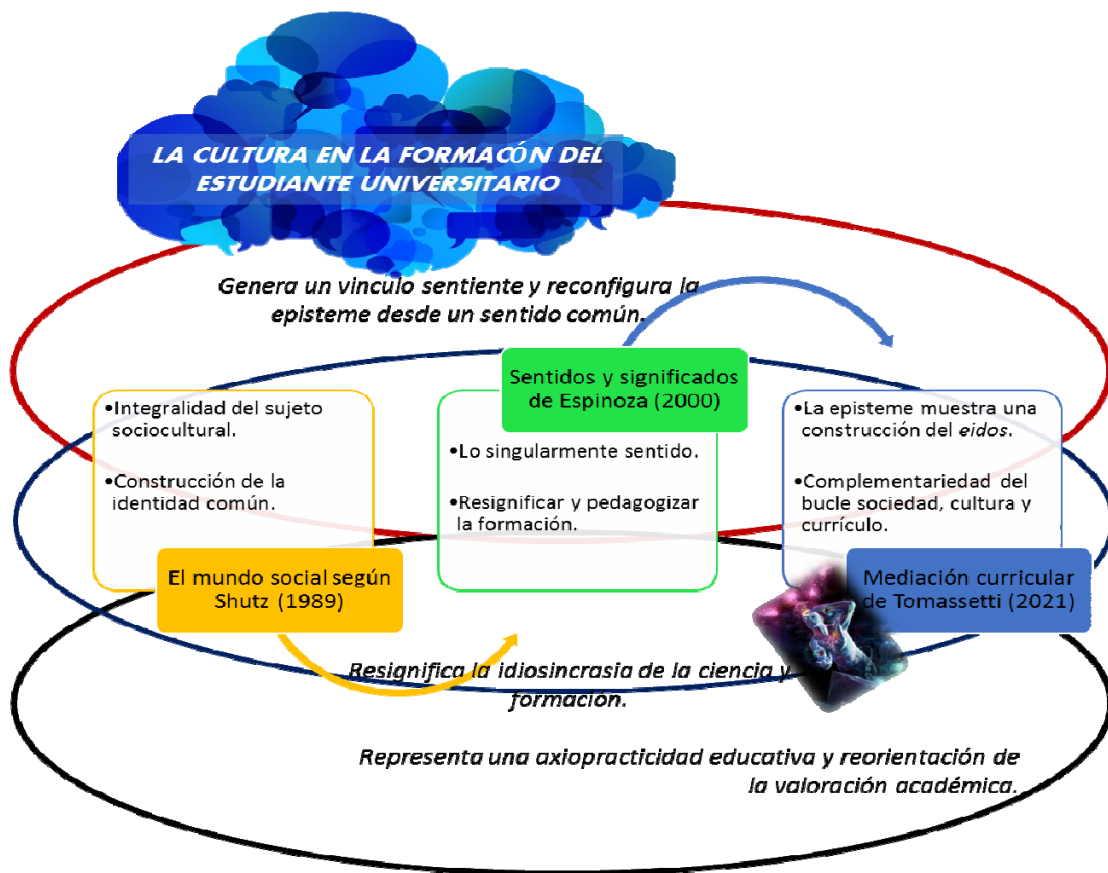 LA CULTURA EN LA FORMACÓN DEL
ESTUDIANTE UNIVERSITARIO
Genera un vinculo sentiente y reconfigura la
episteme desde un sentido común.
Sentidos y significados
de Espinoza (2000)
•Integralidad del sujeto
sociocultural.
•Construcción de la
identidad común.
El mundo social según
Shutz (1989)
•Lo singularmente sentido.
•Resignificar y pedagogizar
la formación.
•La episteme muestra una
construcción del eidos.
•Complementariedad del
bucle sociedad, cultura y
currículo.
Mediación curricular
de Tomassetti (2021)
Resignifica la idiosincrasia de la ciencia y
formación.
Representa una axiopracticidad educativa y reorientación de
la valoración académica.